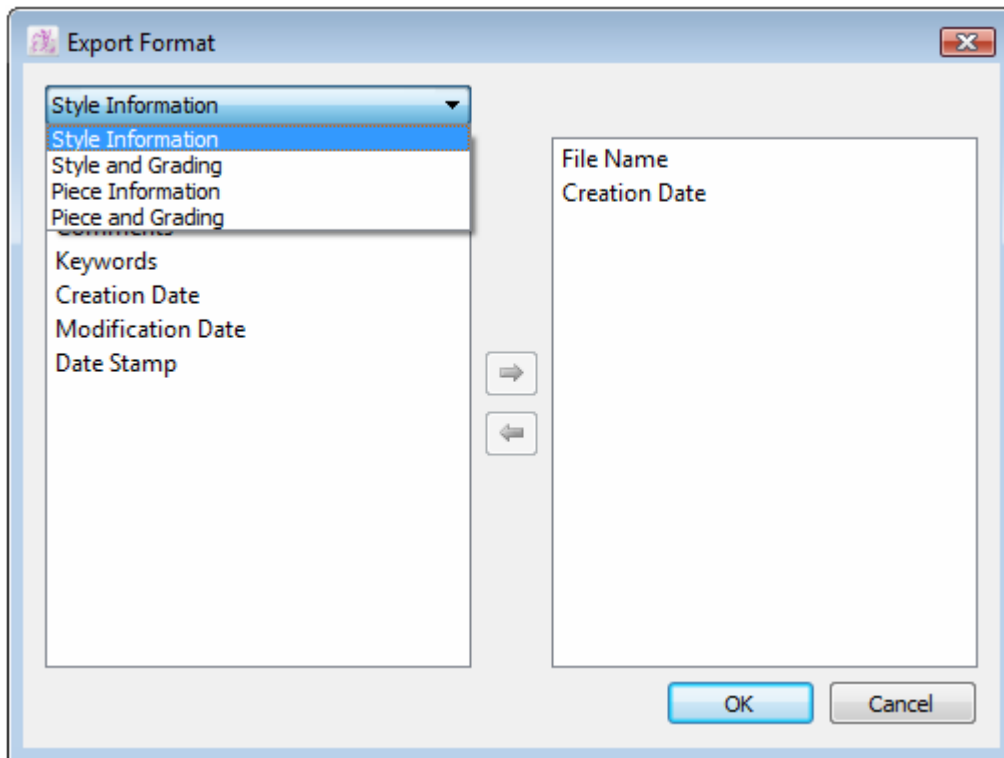 Export Format
Style Information
Style Information
Style and Grading
Piece Information
Piece and Grading
Comments
Keywords
Creation Date
Modification Date
Date Stamp
File Name
Creation Date
OK
Cancel